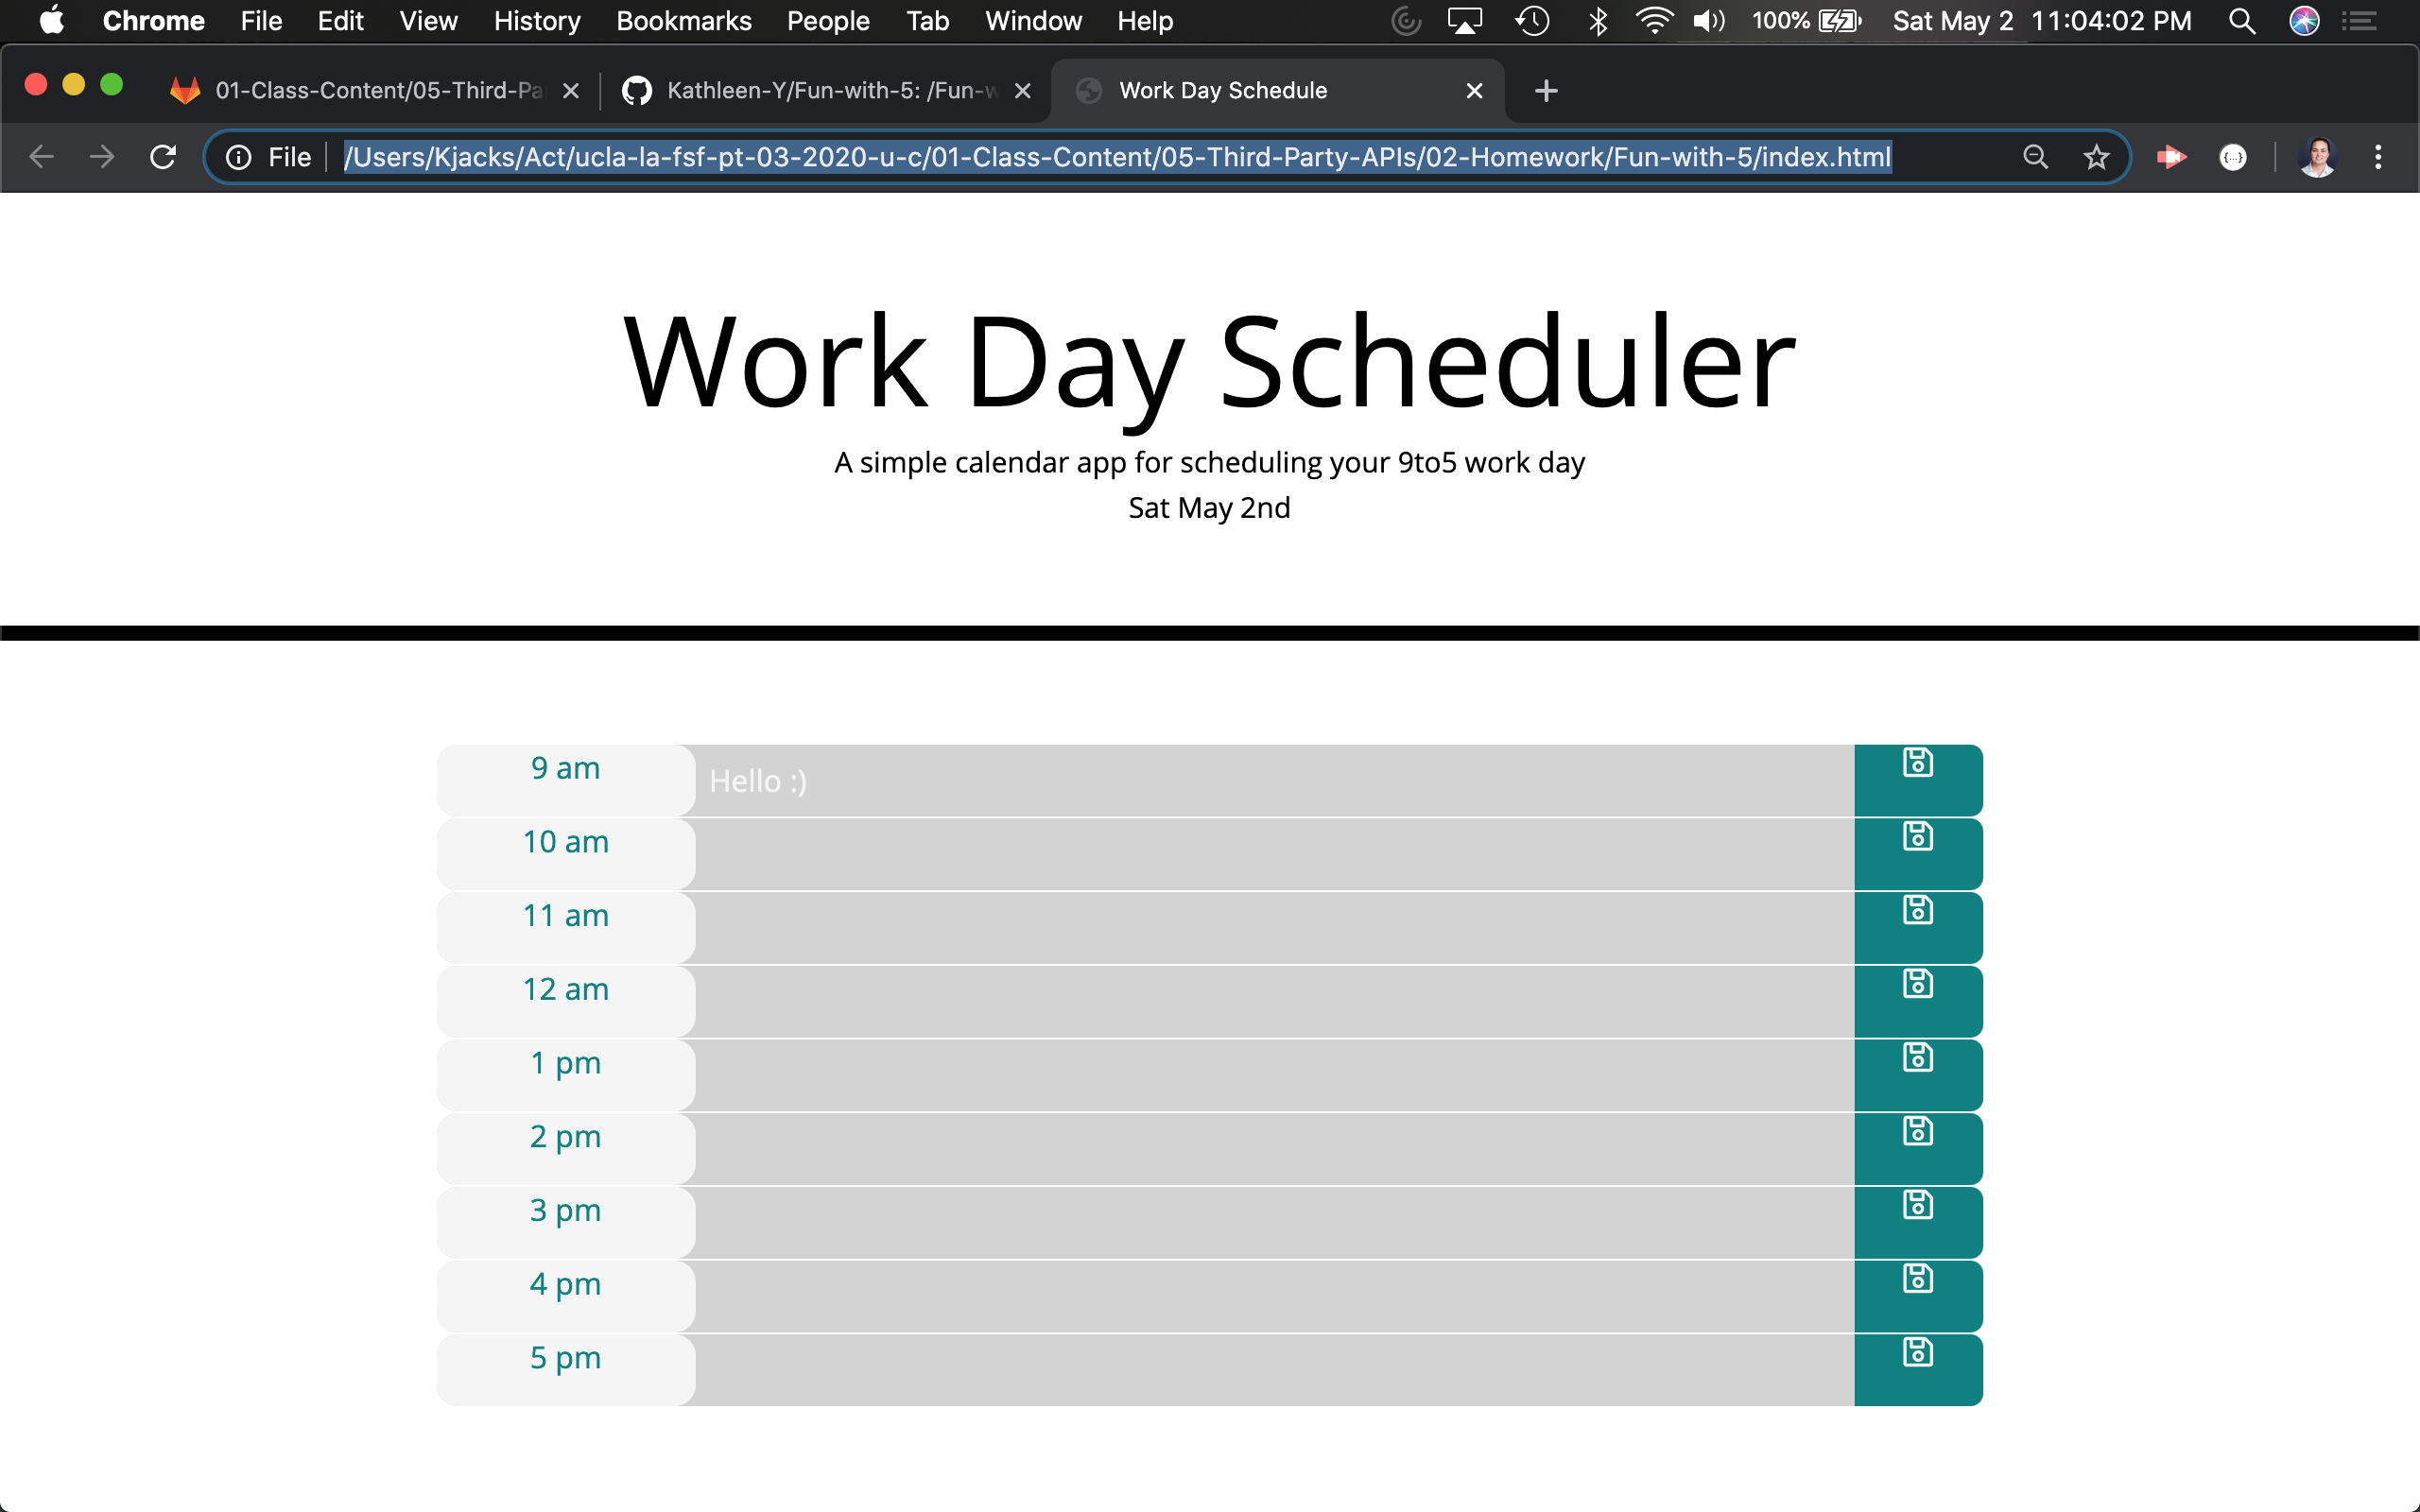 Chrome File Edit View History Bookmarks People Tab Window Help 100% Sat May 2 11:04:02 PM
01-Class-Content/05-Third-Pa Kathleen-Y/Fun-with-5: /Fun-w Work Day Schedule
File /Users/Kjacks/Act/ucla-la-fsf-pt-03-2020-u-c/01-Class-Content/05-Third-Party-APIs/02-Homework/Fun-with-5/index.html
Work Day Scheduler
A simple calendar app for scheduling your 9to5 work day
Sat May 2nd
9 am Hello :)
10 am
11 am
12 am
1 pm
2 pm
3 pm
4 pm
5 pm